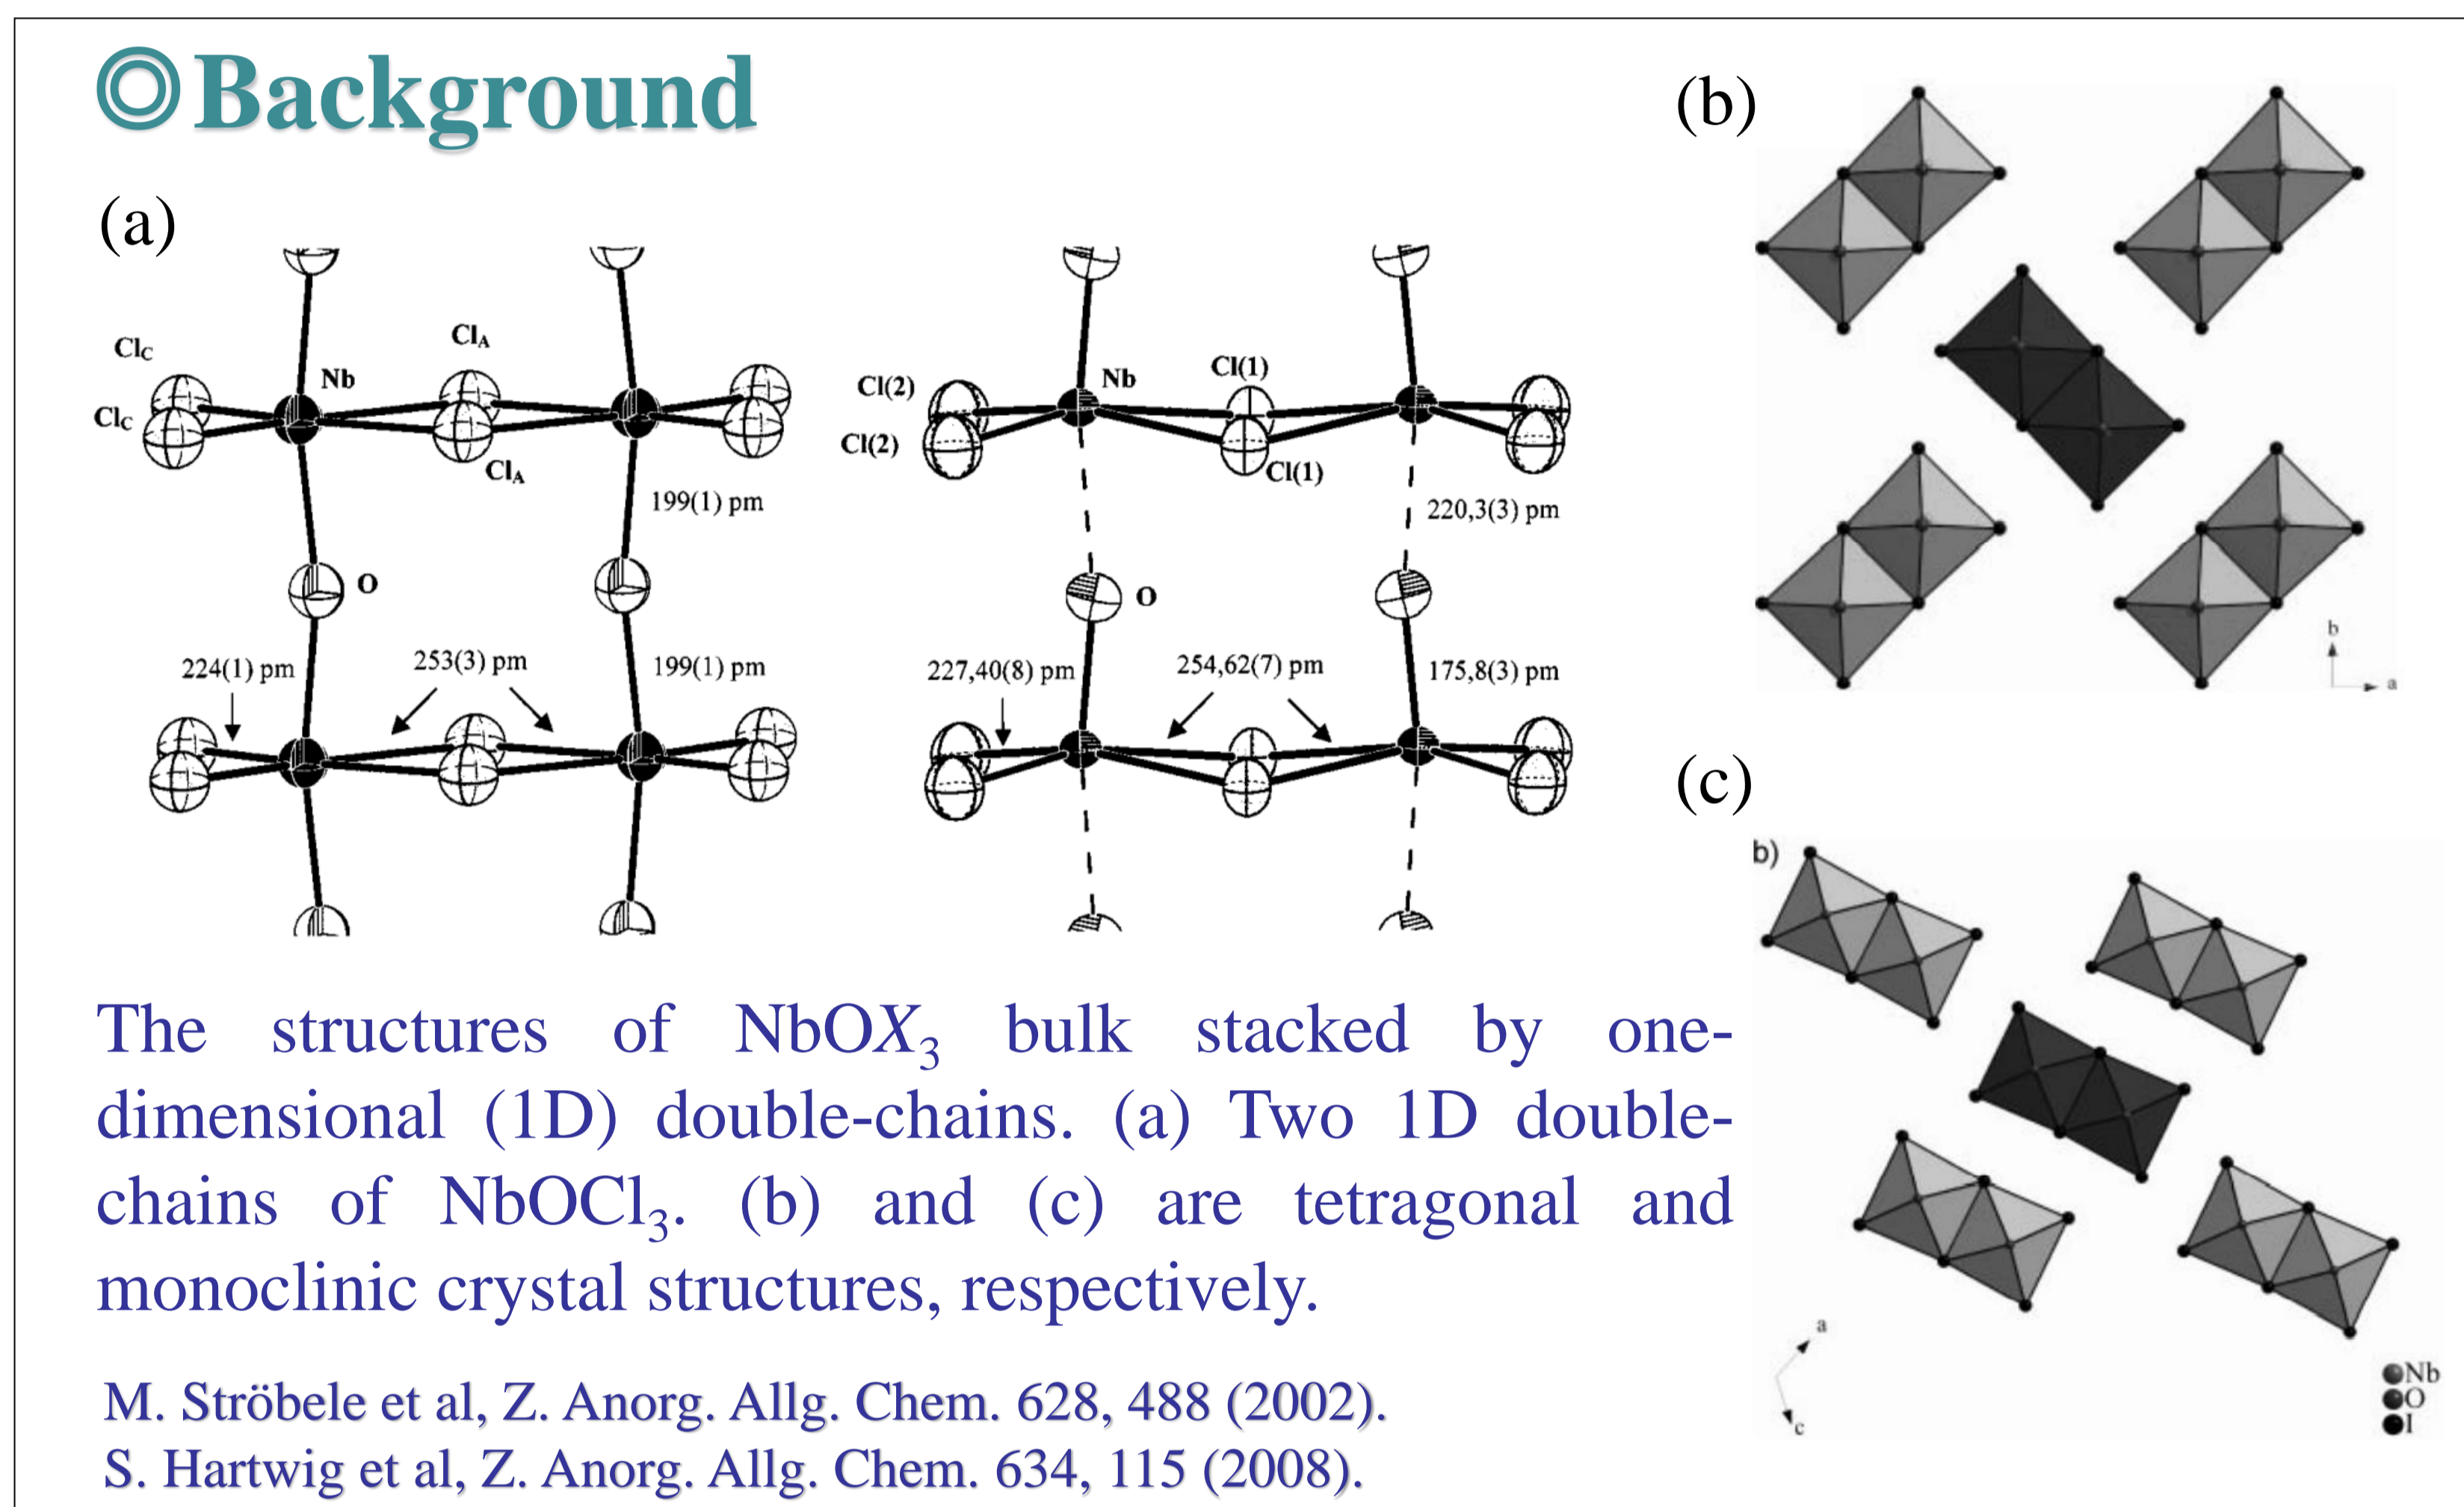 ◎Background
(a)
Clc
Clc
Nb
ClA
ClA
199(1) pm
O
224(1) pm
253(3) pm
199(1) pm
Cl(2)
Cl(2)
Nb
Cl(1)
Cl(1)
220,3(3) pm
O
227,40(8) pm
254,62(7) pm
175,8(3) pm
(b)
b
a
(c)
b)
a
c
Nb
O
I
The structures of NbOX₃ bulk stacked by one-
dimensional (1D) double-chains. (a) Two 1D double-
chains of NbOCl₃. (b) and (c) are tetragonal and
monoclinic crystal structures, respectively.
M. Ströbele et al, Z. Anorg. Allg. Chem. 628, 488 (2002).
S. Hartwig et al, Z. Anorg. Allg. Chem. 634, 115 (2008).